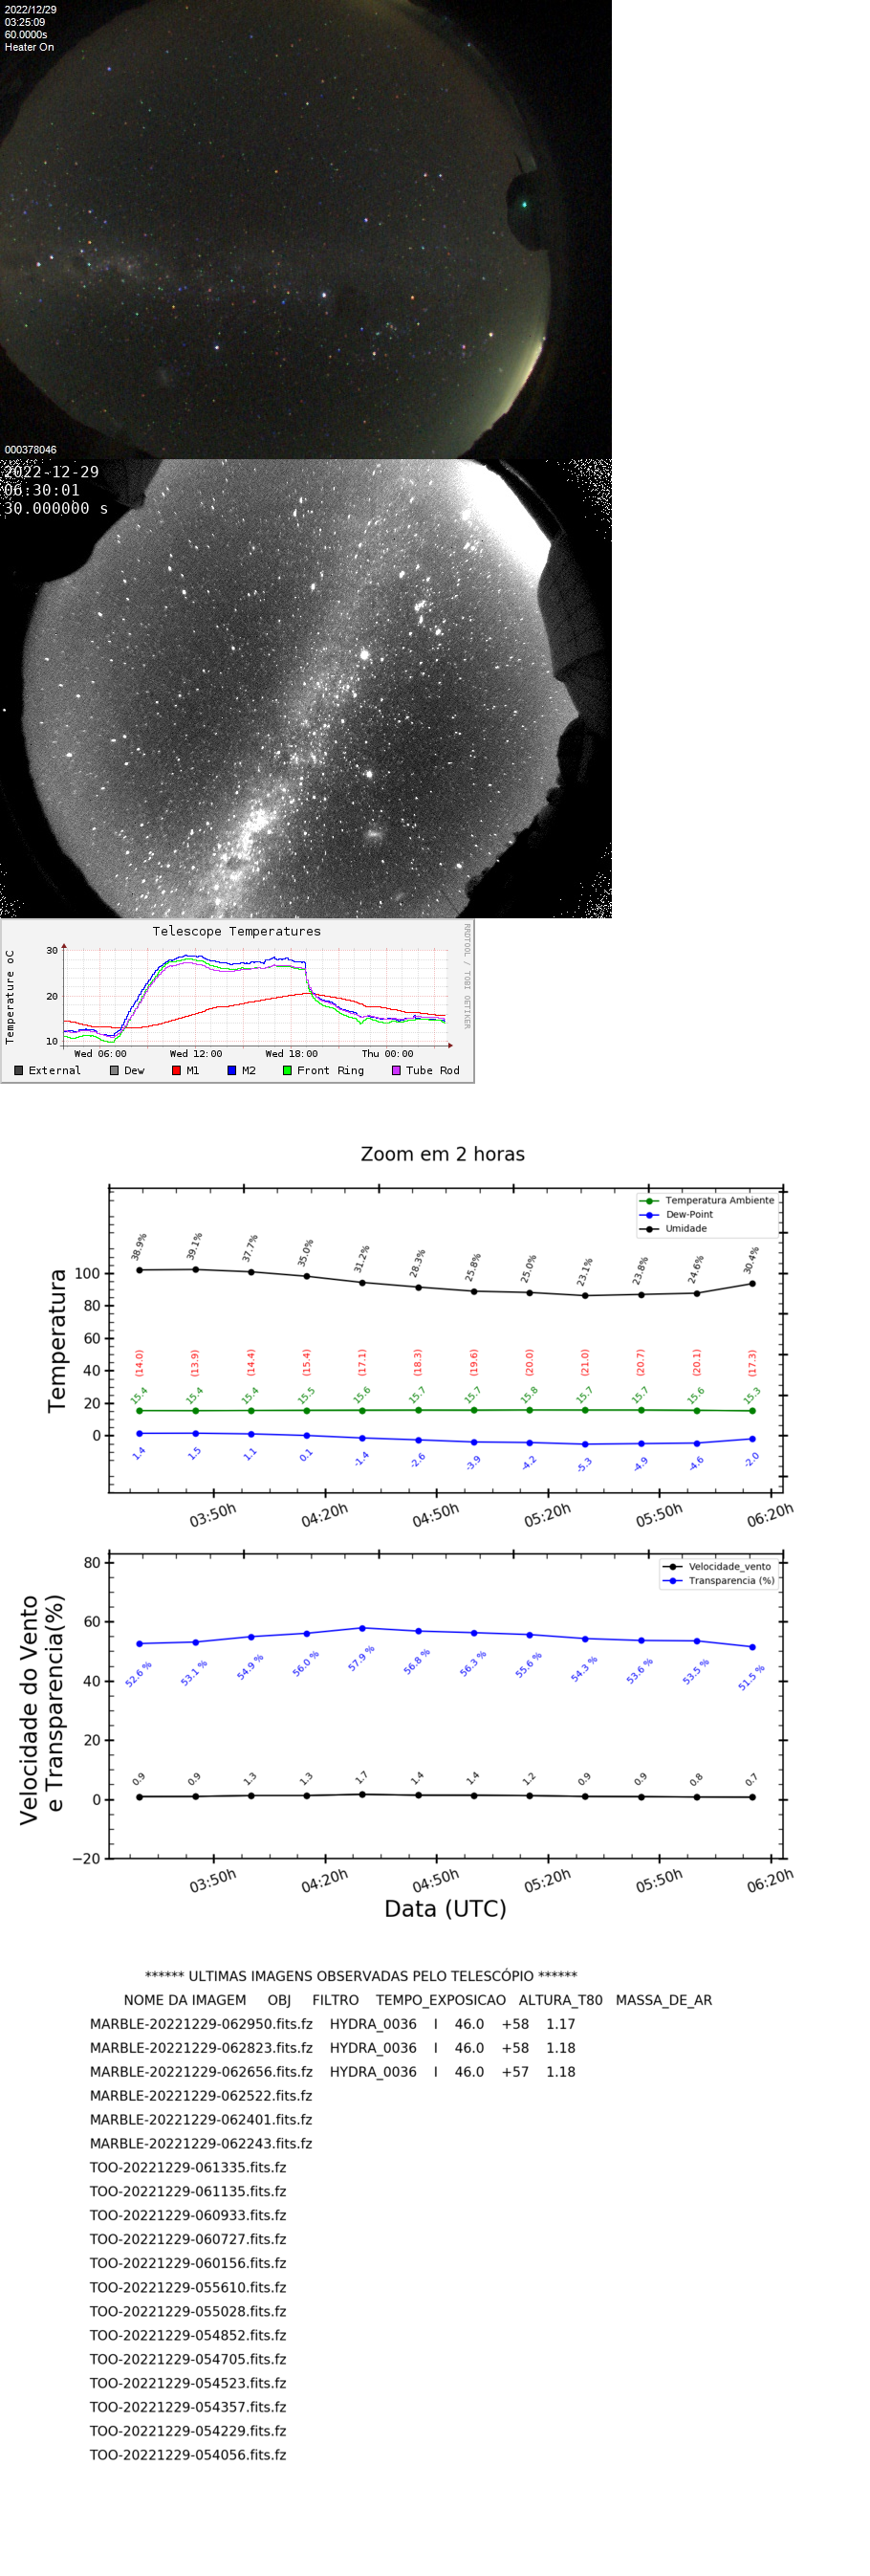 2022/12/29
03:25:09
60.0000s
Heater On
000378046
2022-12-29
06:30:01
30.000000 s
Telescope Temperatures
RRDTOOL / TOBI OETIKER
Temperature oC
30
20
10
Wed 06:00 Wed 12:00 Wed 18:00 Thu 00:00
External Dew M1 M2 Front Ring Tube Rod
Zoom em 2 horas
Temperatura Ambiente
Dew-Point
Umidade
38.9% 39.1% 37.7% 35.0% 31.2% 28.3% 25.8% 25.0% 23.1% 23.8% 24.6% 30.4%
Temperatura
100
80
60
40
20
0
(14.0) (13.9) (14.4) (15.4) (17.1) (18.3) (19.6) (20.0) (21.0) (20.7) (20.1) (17.3)
15.4 15.4 15.4 15.5 15.6 15.7 15.7 15.8 15.7 15.7 15.6 15.3
1.4 1.5 1.1 0.1 -1.4 -2.6 -3.9 -4.2 -5.3 -4.9 -4.6 -2.0
03:50h 04:20h 04:50h 05:20h 05:50h 06:20h
Velocidade_vento
Transparencia (%)
Velocidade do Vento
e Transparencia(%)
80
60
40
20
0
−20
52.6 % 53.1 % 54.9 % 56.0 % 57.9 % 56.8 % 56.3 % 55.6 % 54.3 % 53.6 % 53.5 % 51.5 %
0.9 0.9 1.3 1.3 1.7 1.4 1.4 1.2 0.9 0.9 0.8 0.7
03:50h 04:20h 04:50h 05:20h 05:50h 06:20h
Data (UTC)
****** ULTIMAS IMAGENS OBSERVADAS PELO TELESCÓPIO ******
NOME DA IMAGEM OBJ FILTRO TEMPO_EXPOSICAO ALTURA_T80 MASSA_DE_AR
MARBLE-20221229-062950.fits.fz HYDRA_0036 I 46.0 +58 1.17
MARBLE-20221229-062823.fits.fz HYDRA_0036 I 46.0 +58 1.18
MARBLE-20221229-062656.fits.fz HYDRA_0036 I 46.0 +57 1.18
MARBLE-20221229-062522.fits.fz
MARBLE-20221229-062401.fits.fz
MARBLE-20221229-062243.fits.fz
TOO-20221229-061335.fits.fz
TOO-20221229-061135.fits.fz
TOO-20221229-060933.fits.fz
TOO-20221229-060727.fits.fz
TOO-20221229-060156.fits.fz
TOO-20221229-055610.fits.fz
TOO-20221229-055028.fits.fz
TOO-20221229-054852.fits.fz
TOO-20221229-054705.fits.fz
TOO-20221229-054523.fits.fz
TOO-20221229-054357.fits.fz
TOO-20221229-054229.fits.fz
TOO-20221229-054056.fits.fz